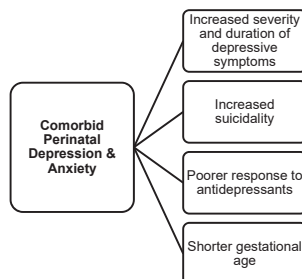 Comorbid
Perinatal
Depression &
Anxiety
Increased severity
and duration of
depressive
symptoms
Increased
suicidality
Poorer response to
antidepressants
Shorter gestational
age